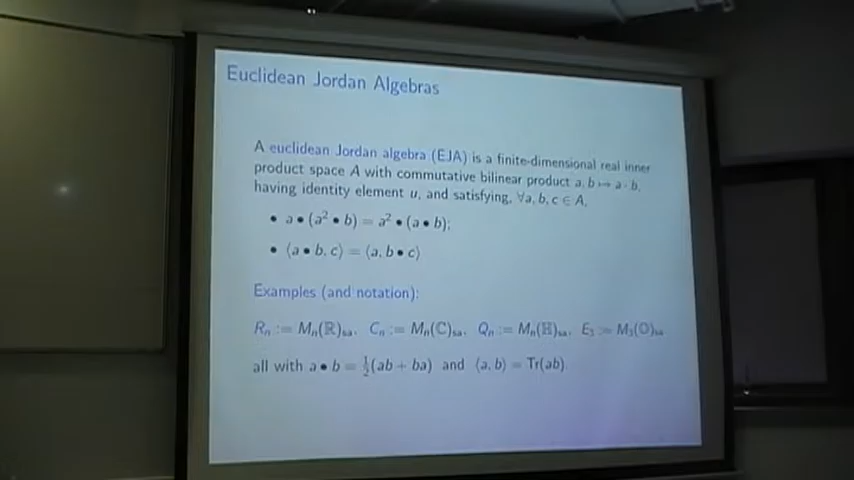 Euclidean Jordan Algebras
A euclidean Jordan algebra (EJA) is a finite-dimensional real inner
product space A with commutative bilinear product a, b ↦ a · b,
having identity element u, and satisfying, ∀a, b, c ∈ A,
• a • (a² • b) = a² • (a • b);
• ⟨a • b, c⟩ = ⟨a, b • c⟩
Examples (and notation):
Rₙ := Mₙ(ℝ)ₛₐ, Cₙ := Mₙ(ℂ)ₛₐ, Qₙ := Mₙ(ℍ)ₛₐ, E₃ := M₃(𝕆)ₛₐ
all with a • b = ½(ab + ba) and ⟨a, b⟩ = Tr(ab)